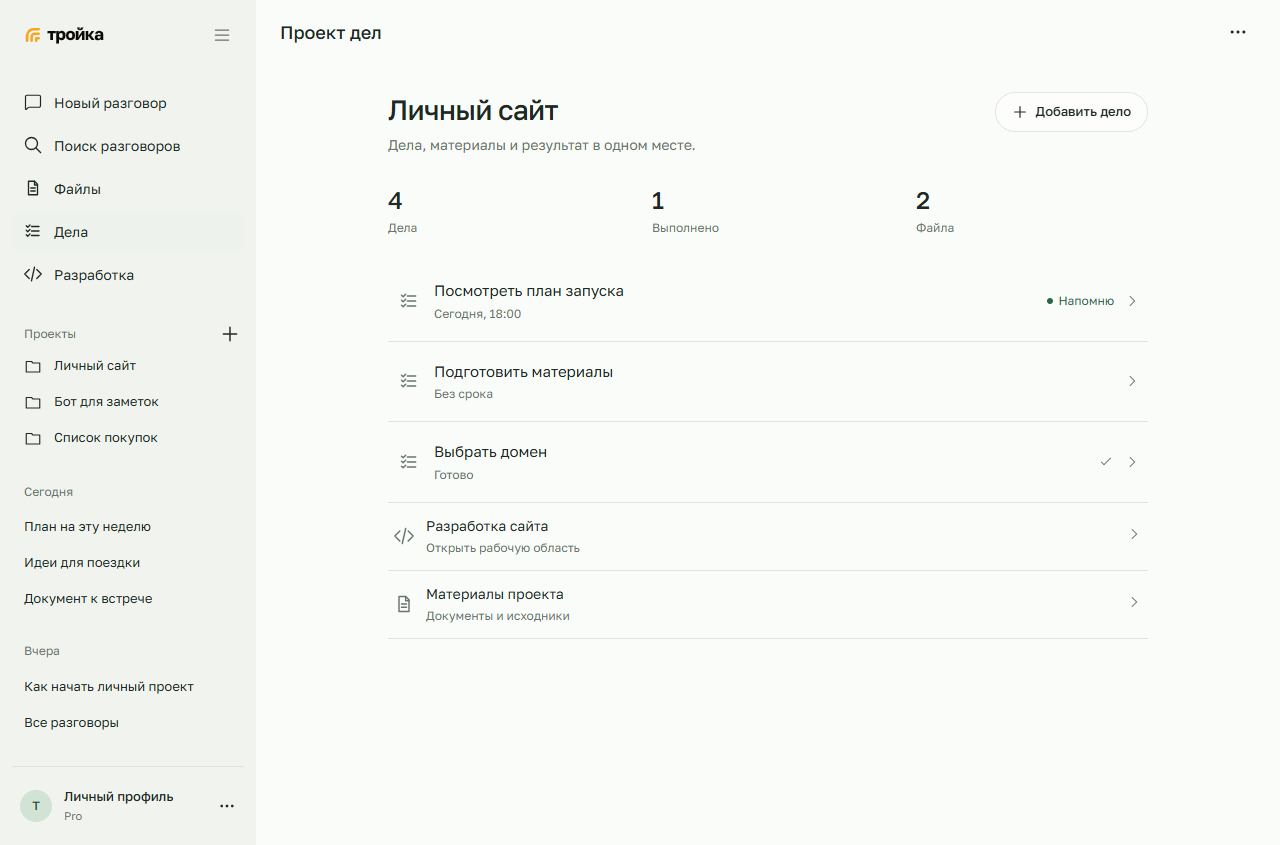 тройка
Новый разговор
Поиск разговоров
Файлы
Дела
Разработка
Проекты
Личный сайт
Бот для заметок
Список покупок
Сегодня
План на эту неделю
Идеи для поездки
Документ к встрече
Вчера
Как начать личный проект
Все разговоры
Т
Личный профиль
Pro
Проект дел
Личный сайт
Добавить дело
Дела, материалы и результат в одном месте.
4
Дела
1
Выполнено
2
Файла
Посмотреть план запуска
Сегодня, 18:00
Напомню
Подготовить материалы
Без срока
Выбрать домен
Готово
Разработка сайта
Открыть рабочую область
Материалы проекта
Документы и исходники